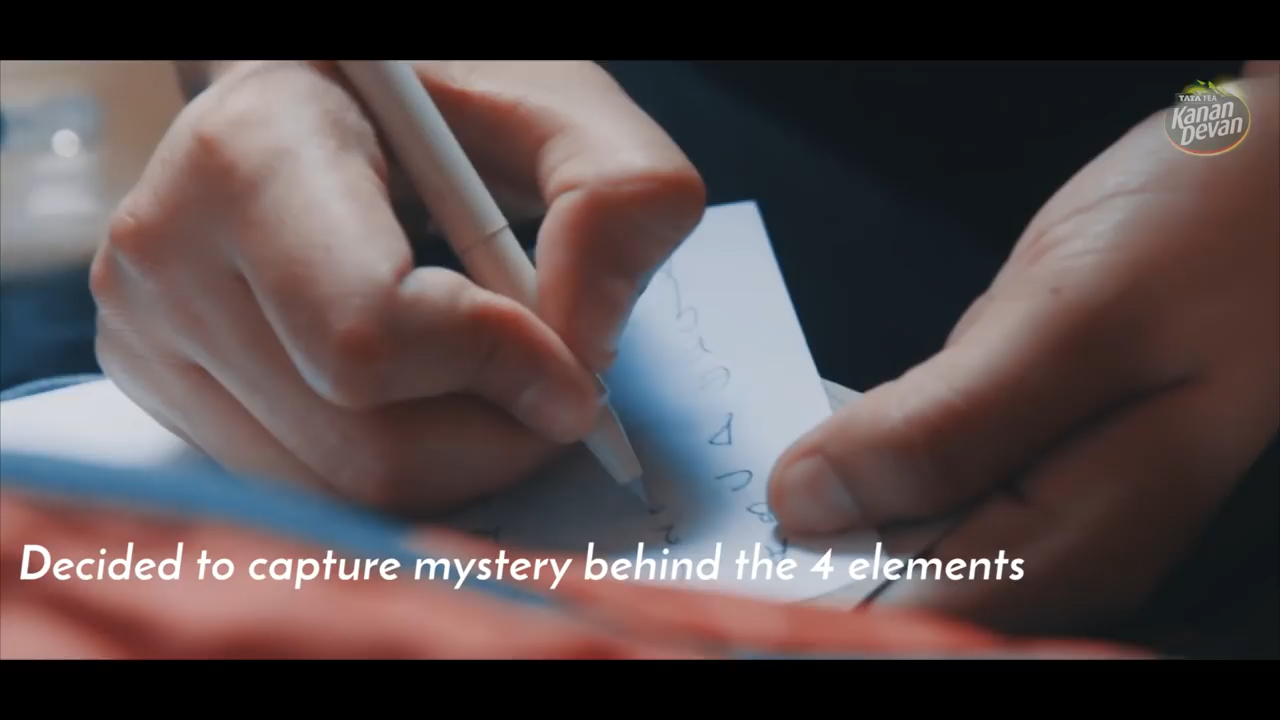 TATA TEA
Kanan
Devan
Decided to capture mystery behind the 4 elements